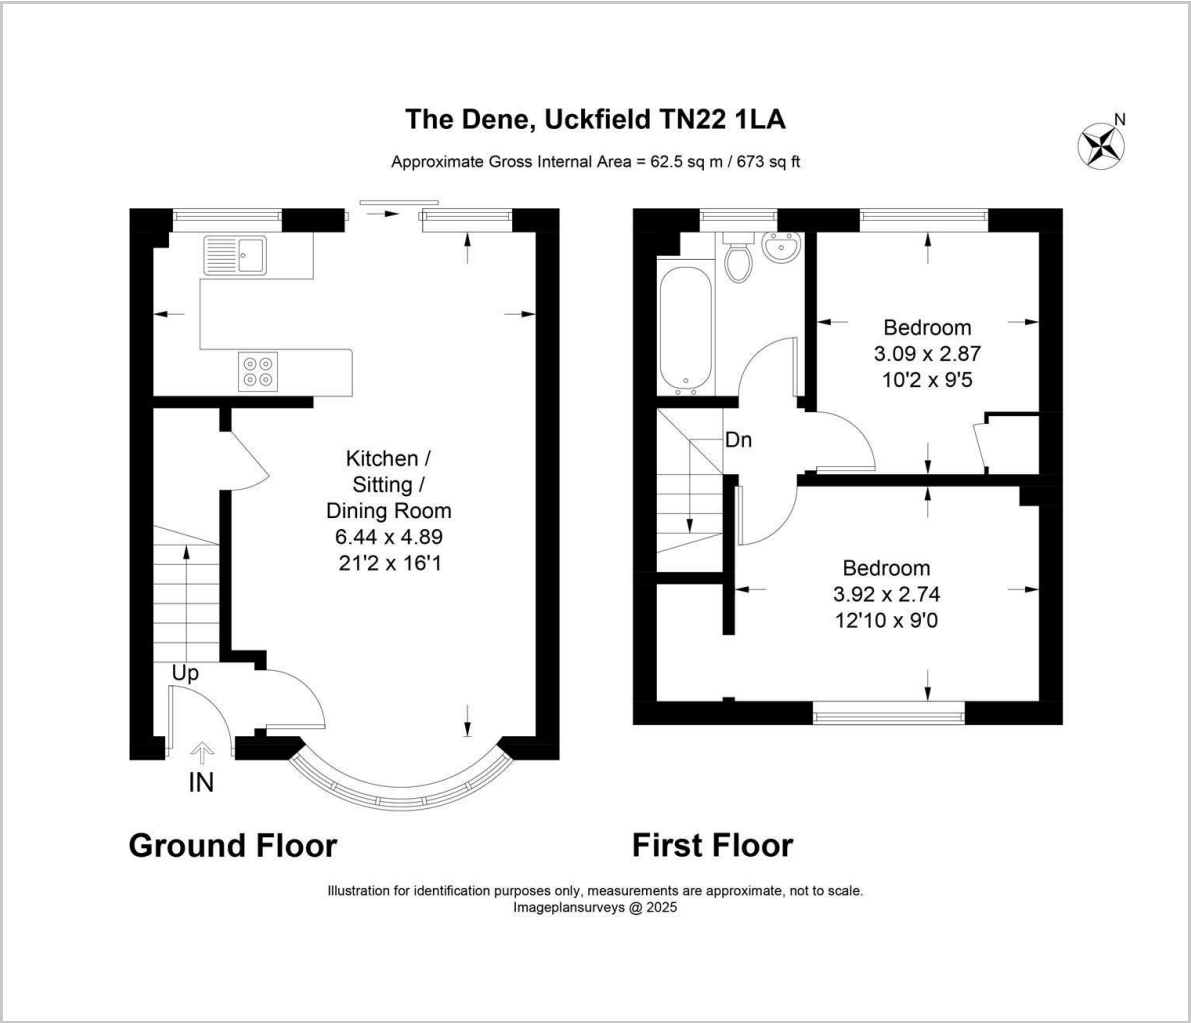 The Dene, Uckfield TN22 1LA
N
Approximate Gross Internal Area = 62.5 sq m / 673 sq ft
Kitchen /
Sitting /
Dining Room
6.44 x 4.89
21'2 x 16'1
Up
IN
Ground Floor
Bedroom
3.09 x 2.87
10'2 x 9'5
Dn
Bedroom
3.92 x 2.74
12'10 x 9'0
First Floor
Illustration for identification purposes only, measurements are approximate, not to scale.
Imageplansurveys @ 2025